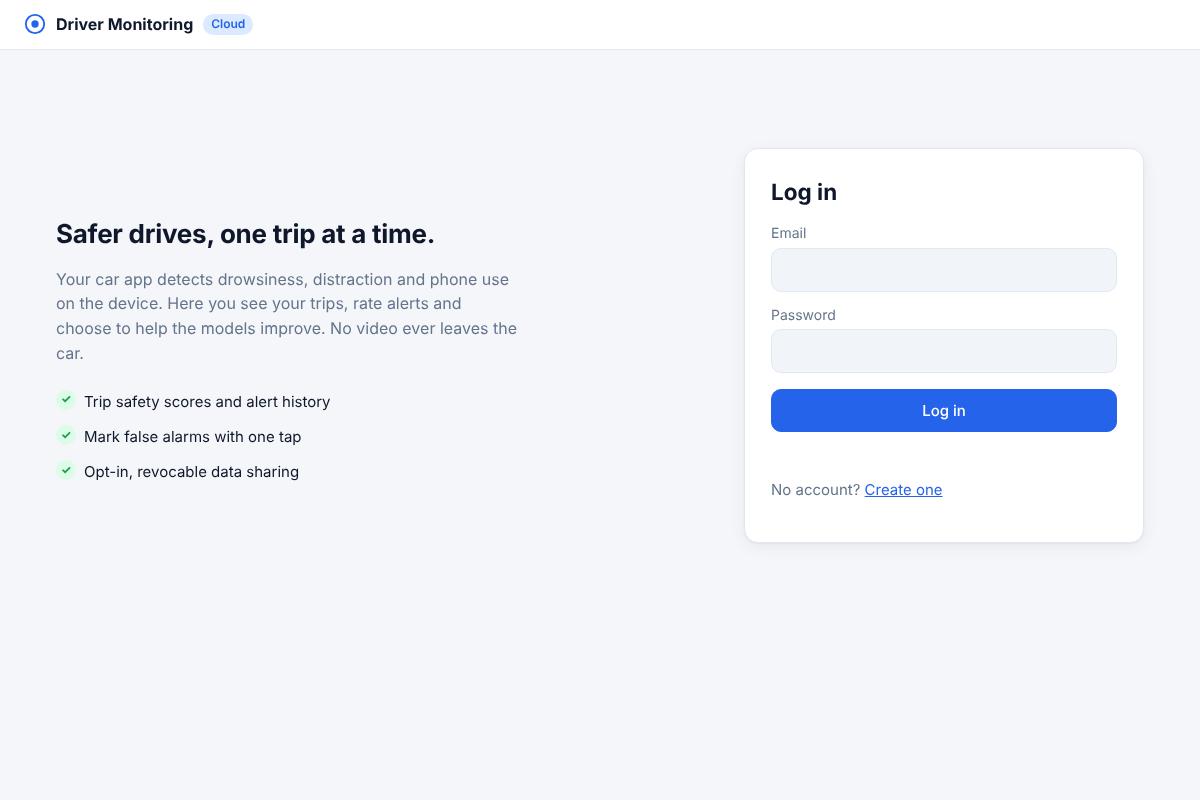 Driver Monitoring Cloud
Safer drives, one trip at a time.
Your car app detects drowsiness, distraction and phone use
on the device. Here you see your trips, rate alerts and
choose to help the models improve. No video ever leaves the
car.
Trip safety scores and alert history
Mark false alarms with one tap
Opt-in, revocable data sharing
Log in
Email
Password
Log in
No account? Create one